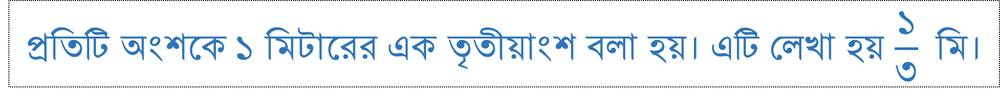 প্রতিটি অংশকে ১ মিটারের এক তৃতীয়াংশ বলা হয়। এটি লেখা হয় ১/৩ মি।